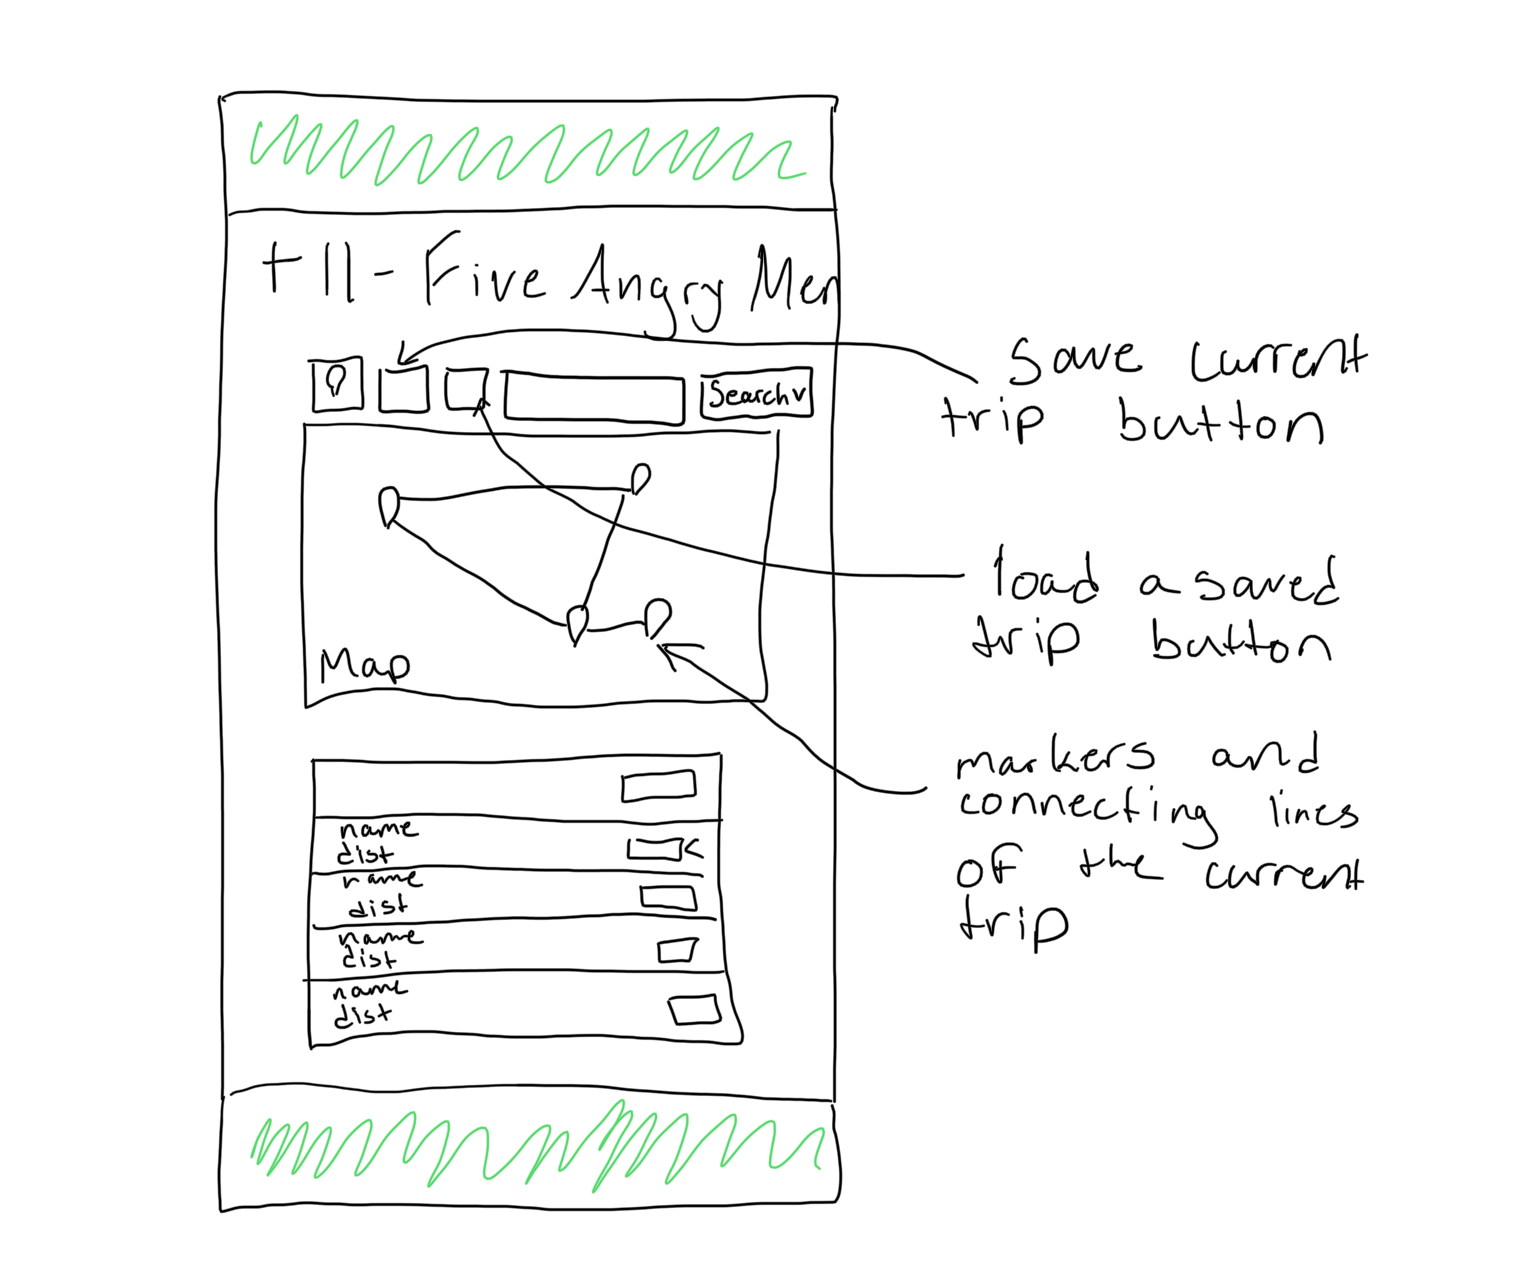 t11 - Five Angry Men
Search
save current
trip button
load a saved
trip button
Map
markers and
connecting lines
of the current
trip
name
dist
name
dist
name
dist
name
dist